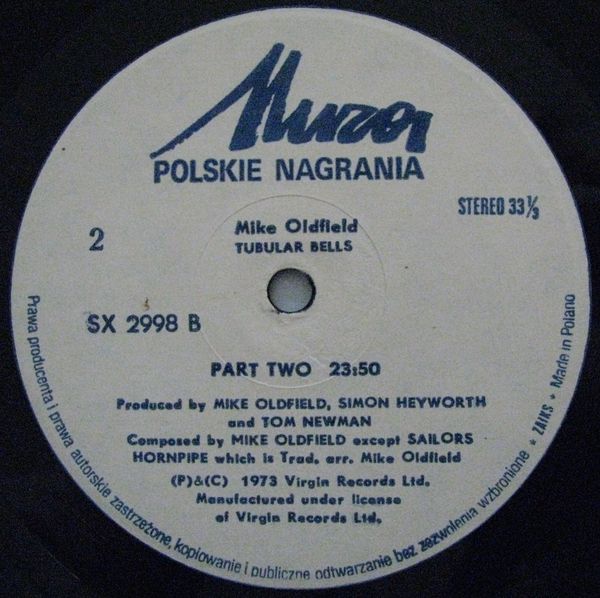 Muza
POLSKIE NAGRANIA
STEREO 33⅓
2
Mike Oldfield
TUBULAR BELLS
SX 2998 B
PART TWO 23:50
Produced by MIKE OLDFIELD, SIMON HEYWORTH
and TOM NEWMAN
Composed by MIKE OLDFIELD except SAILORS
HORNPIPE which is Trad. arr. Mike Oldfield
(P)&(C) 1973 Virgin Records Ltd.
Manufactured under license
of Virgin Records Ltd.
Prawa producenta i prawa autorskie zastrzeżone, kopiowanie i publiczne odtwarzanie bez zezwolenia wzbronione * ZAIKS * Made in Poland